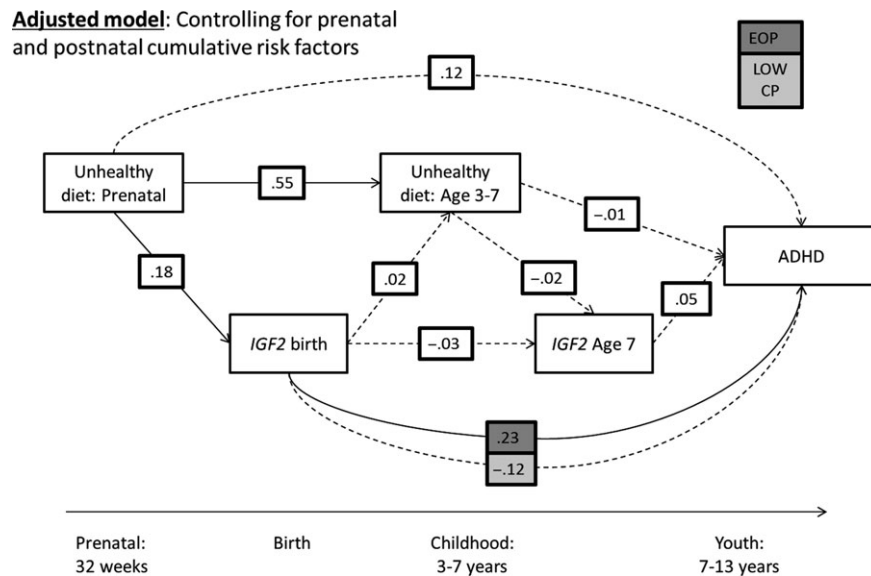 Adjusted model: Controlling for prenatal
and postnatal cumulative risk factors
EOP
LOW
CP
.12
Unhealthy
diet: Prenatal
.55
Unhealthy
diet: Age 3-7
–.01
ADHD
.18
.02
–.02
.05
IGF2 birth
–.03
IGF2 Age 7
.23
–.12
Prenatal:
32 weeks
Birth
Childhood:
3-7 years
Youth:
7-13 years